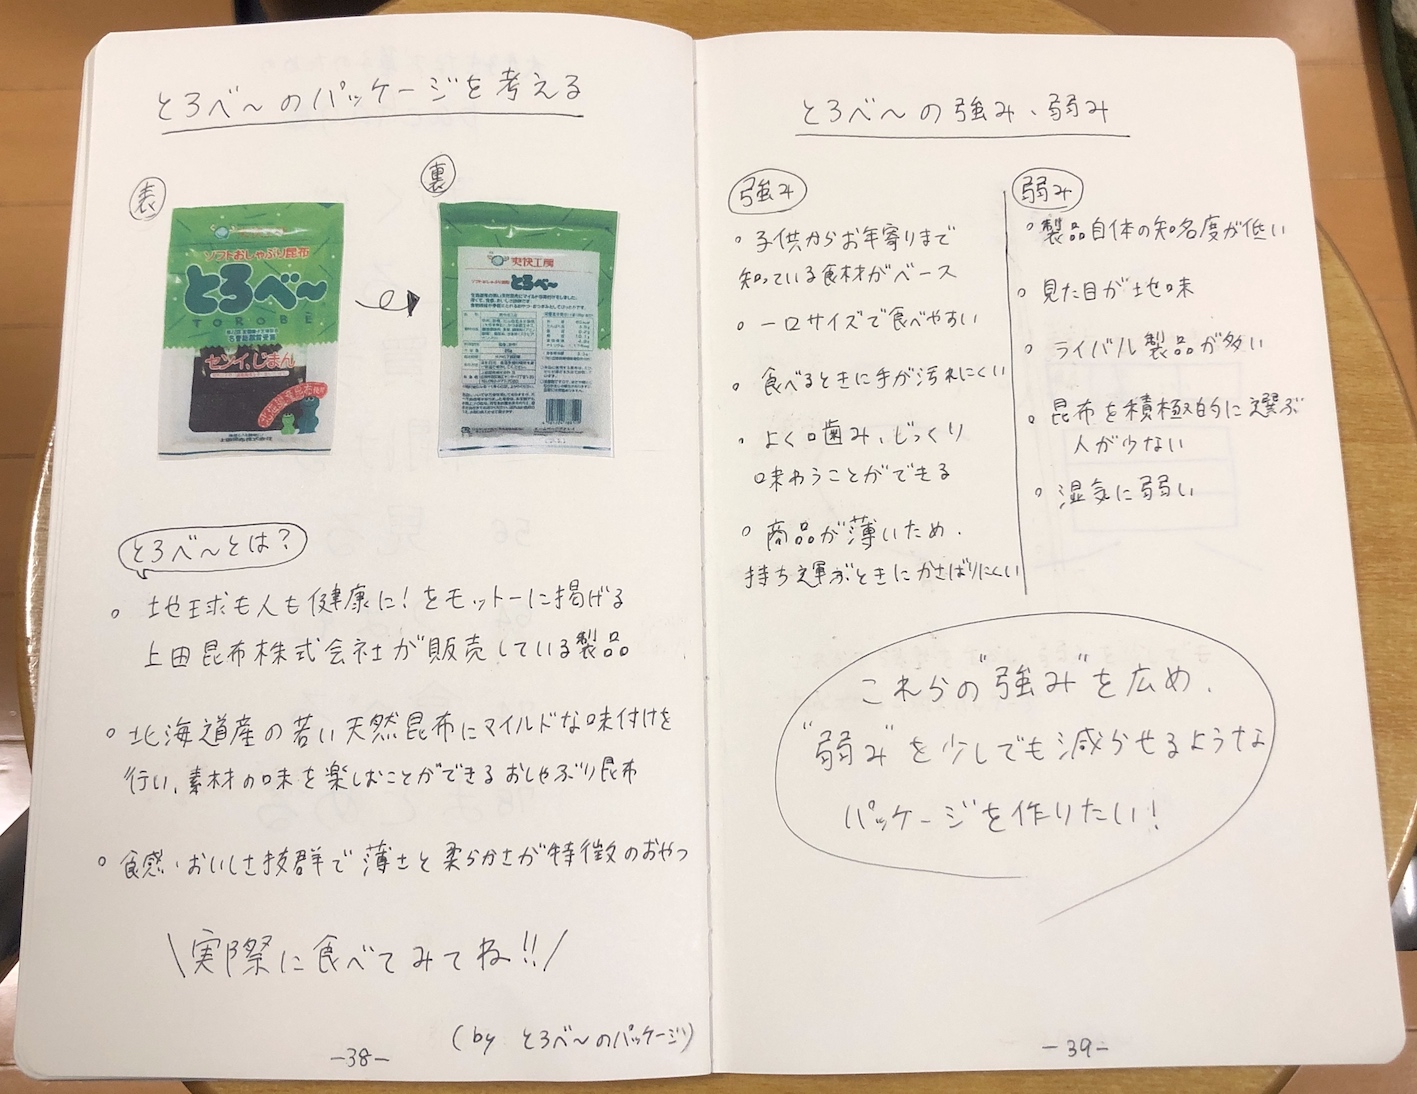 とろべ〜のパッケージを考える
表
裏
ソフトおしゃぶり昆布
とろべ〜
TOROBE
セツイ、じまん
爽快工房
とろべ〜
とろべ〜とは?
。地球も人も健康に!をモットーに掲げる
上田昆布株式会社が販売している製品
。北海道産の若い天然昆布にマイルドな味付けを
行い、素材の味を楽しむことができるおしゃぶり昆布
。食感・おいしさ抜群で薄さと柔らかさが特徴のおやつ
\実際に食べてみてね!!/
(by とろべ〜のパッケージ)
-38-
とろべ〜の強み、弱み
強み
。子供からお年寄りまで
知っている食材がベース
。一口サイズで食べやすい
。食べるときに手が汚れにくい
。よく噛み、じっくり
味わうことができる
。商品が薄いため、
持ち運ぶときにかさばりにくい
弱み
。製品自体の知名度が低い
。見た目が地味
。ライバル製品が多い
。昆布を積極的に選ぶ
人が少ない
。湿気に弱い
これらの"強み"を広め、
"弱み"を少しでも減らせるような
パッケージを作りたい!
-39-